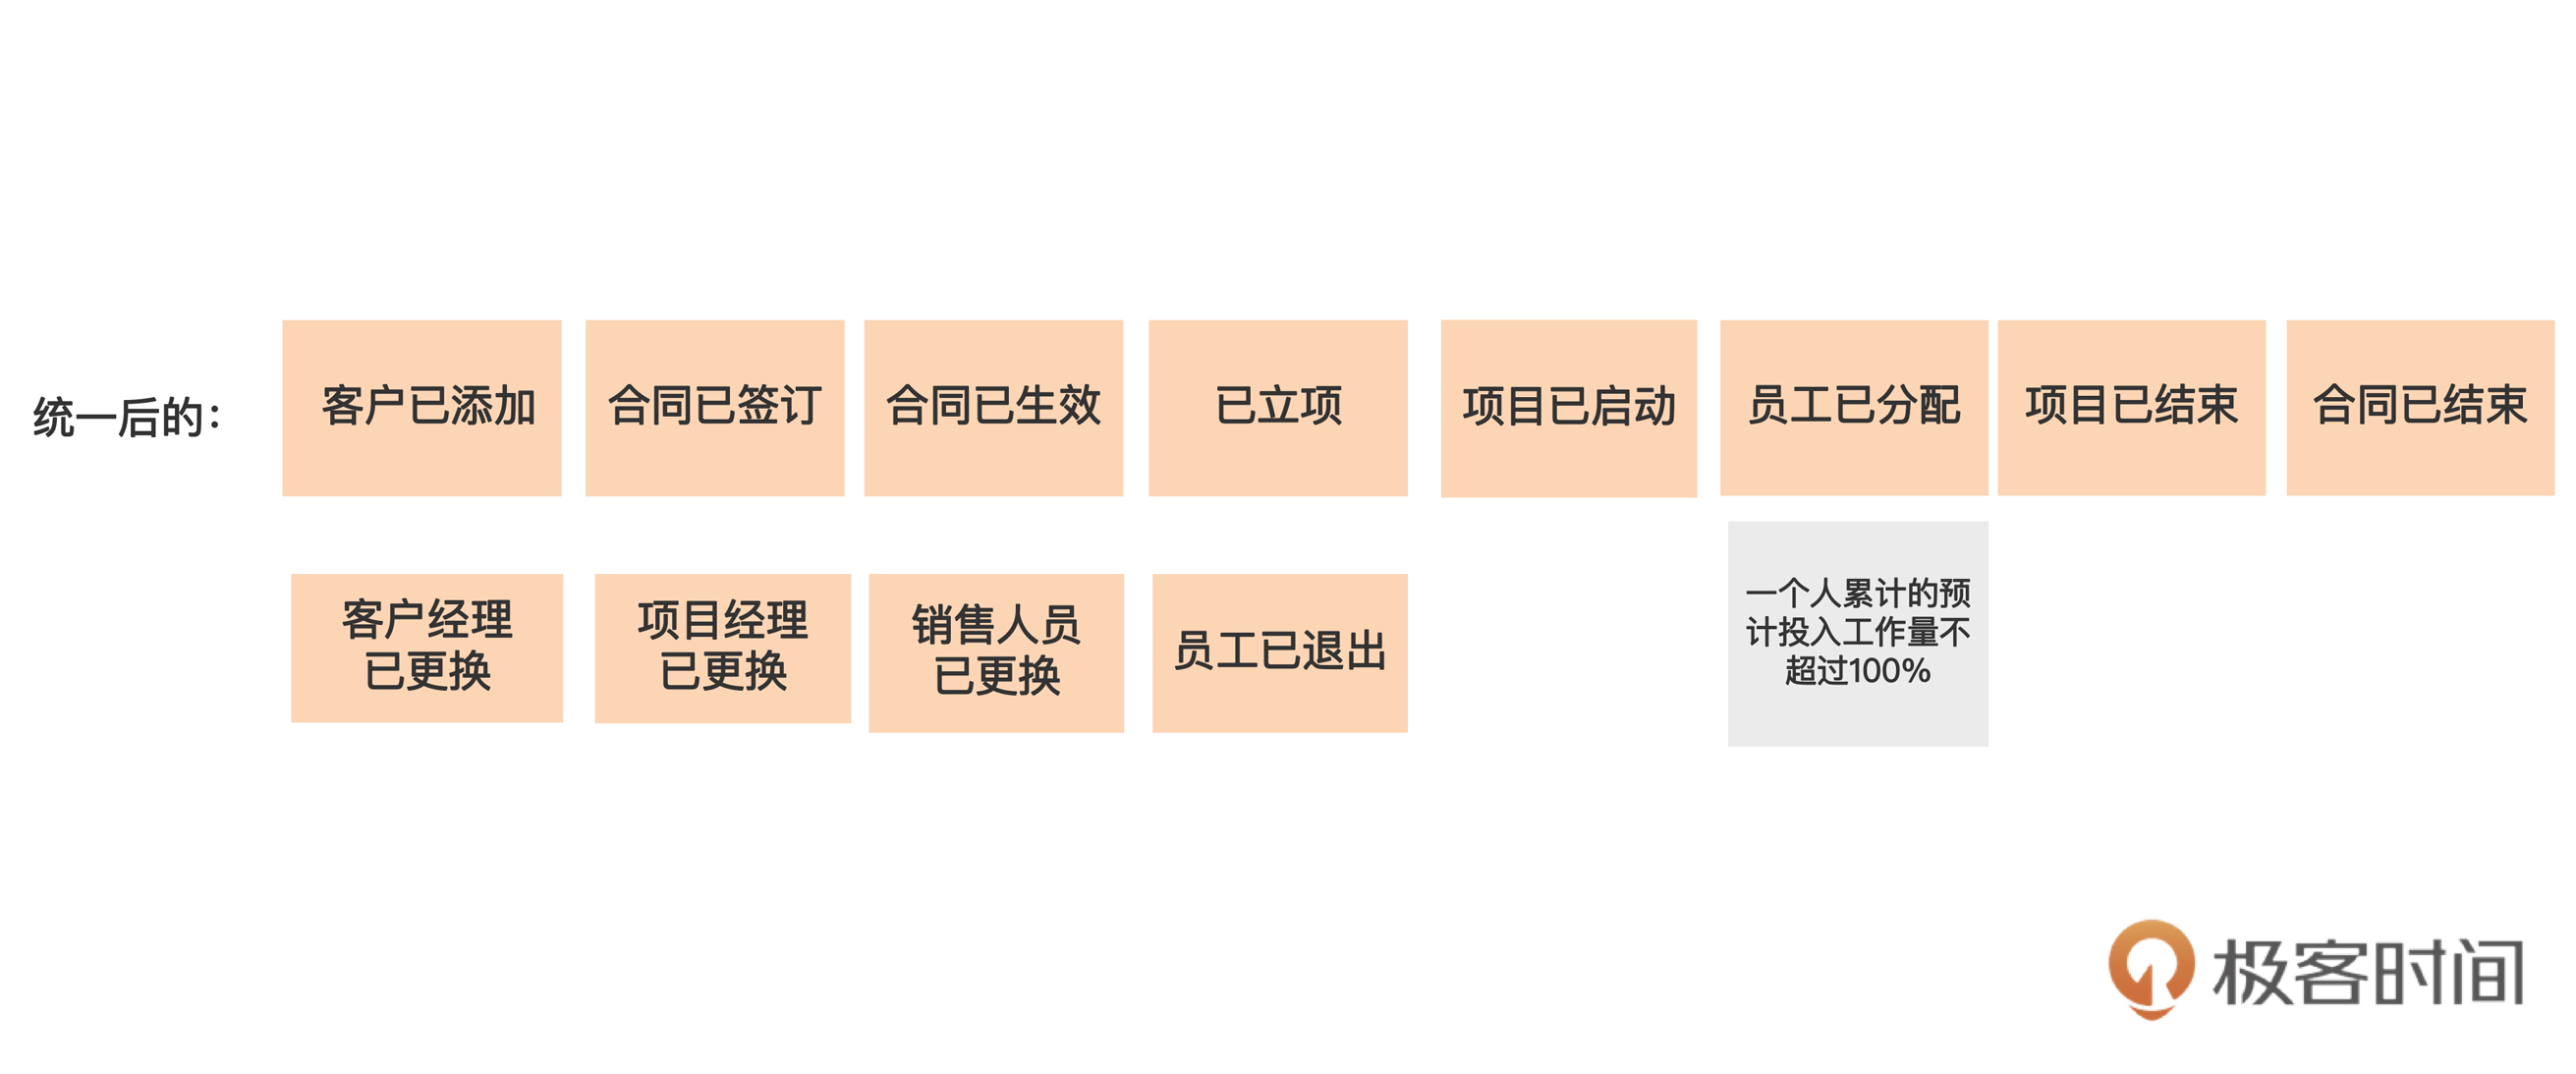 统一后的：
客户已添加
合同已签订
合同已生效
已立项
项目已启动
员工已分配
项目已结束
合同已结束
客户经理
已更换
项目经理
已更换
销售人员
已更换
员工已退出
一个人累计的预
计投入工作量不
超过100%
极客时间